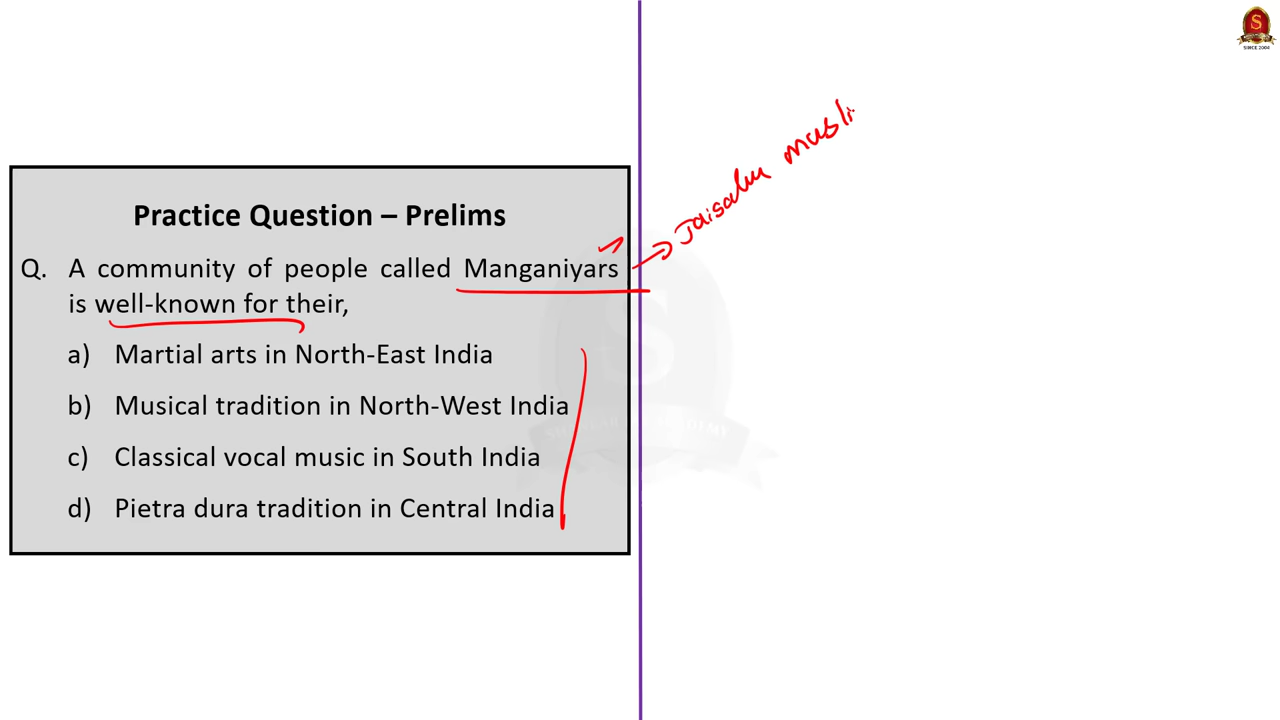 Practice Question – Prelims
Q. A community of people called Manganiyars
is well-known for their,
a) Martial arts in North-East India
b) Musical tradition in North-West India
c) Classical vocal music in South India
d) Pietra dura tradition in Central India
musli
S
SINCE 2004